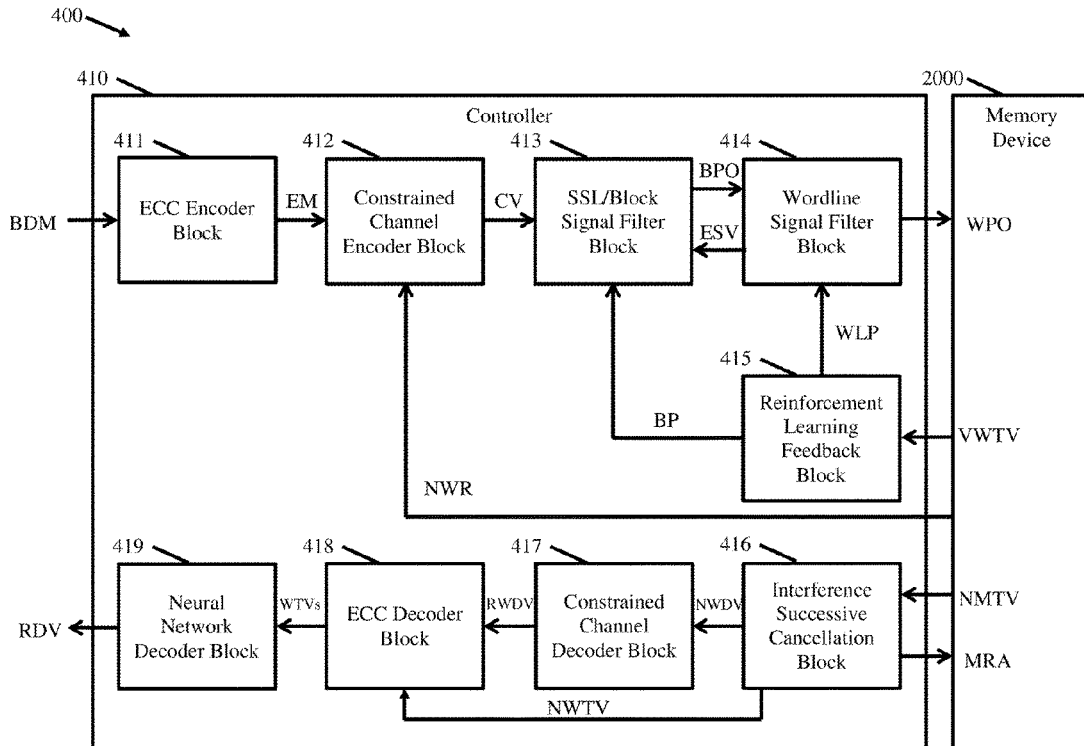 400
410
2000
Controller
Memory
Device
411
412
413
414
BDM
ECC Encoder
Block
EM
Constrained
Channel
Encoder Block
CV
SSL/Block
Signal Filter
Block
BPO
ESV
Wordline
Signal Filter
Block
WPO
WLP
415
Reinforcement
Learning
Feedback
Block
BP
VWTV
NWR
419
418
417
416
RDV
Neural
Network
Decoder Block
WTVs
ECC Decoder
Block
RWDV
Constrained
Channel
Decoder Block
NWDV
Interference
Successive
Cancellation
Block
NMTV
MRA
NWTV